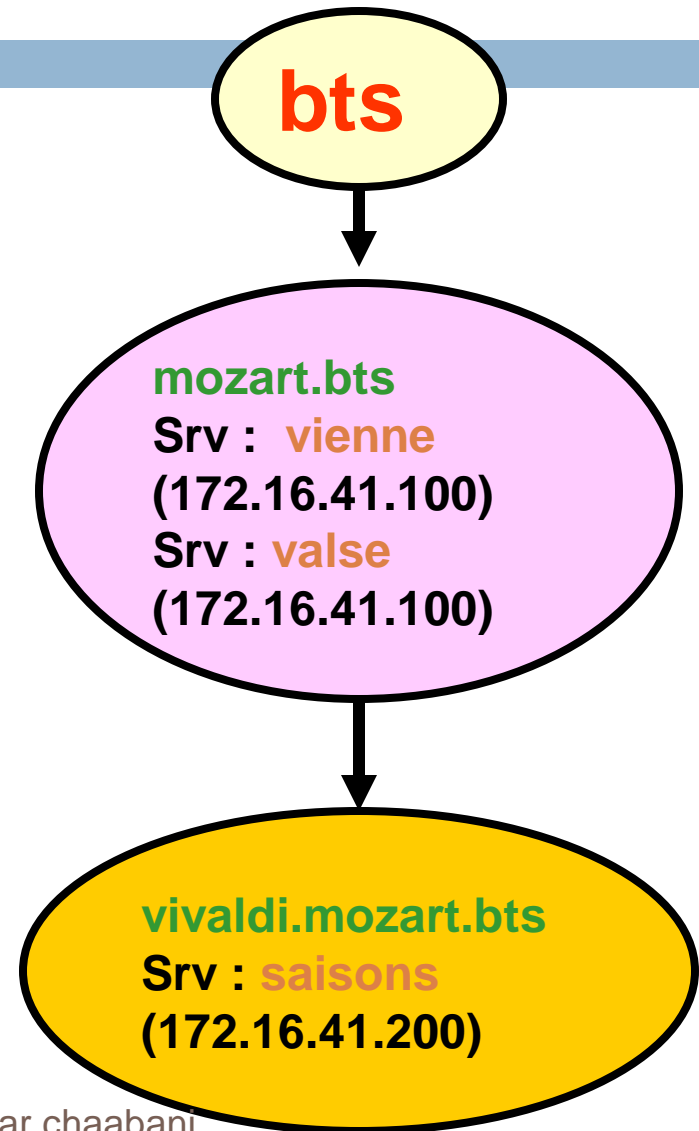 bts
mozart.bts
Srv : vienne
(172.16.41.100)
Srv : valse
(172.16.41.100)
vivaldi.mozart.bts
Srv : saisons
(172.16.41.200)
chaabani